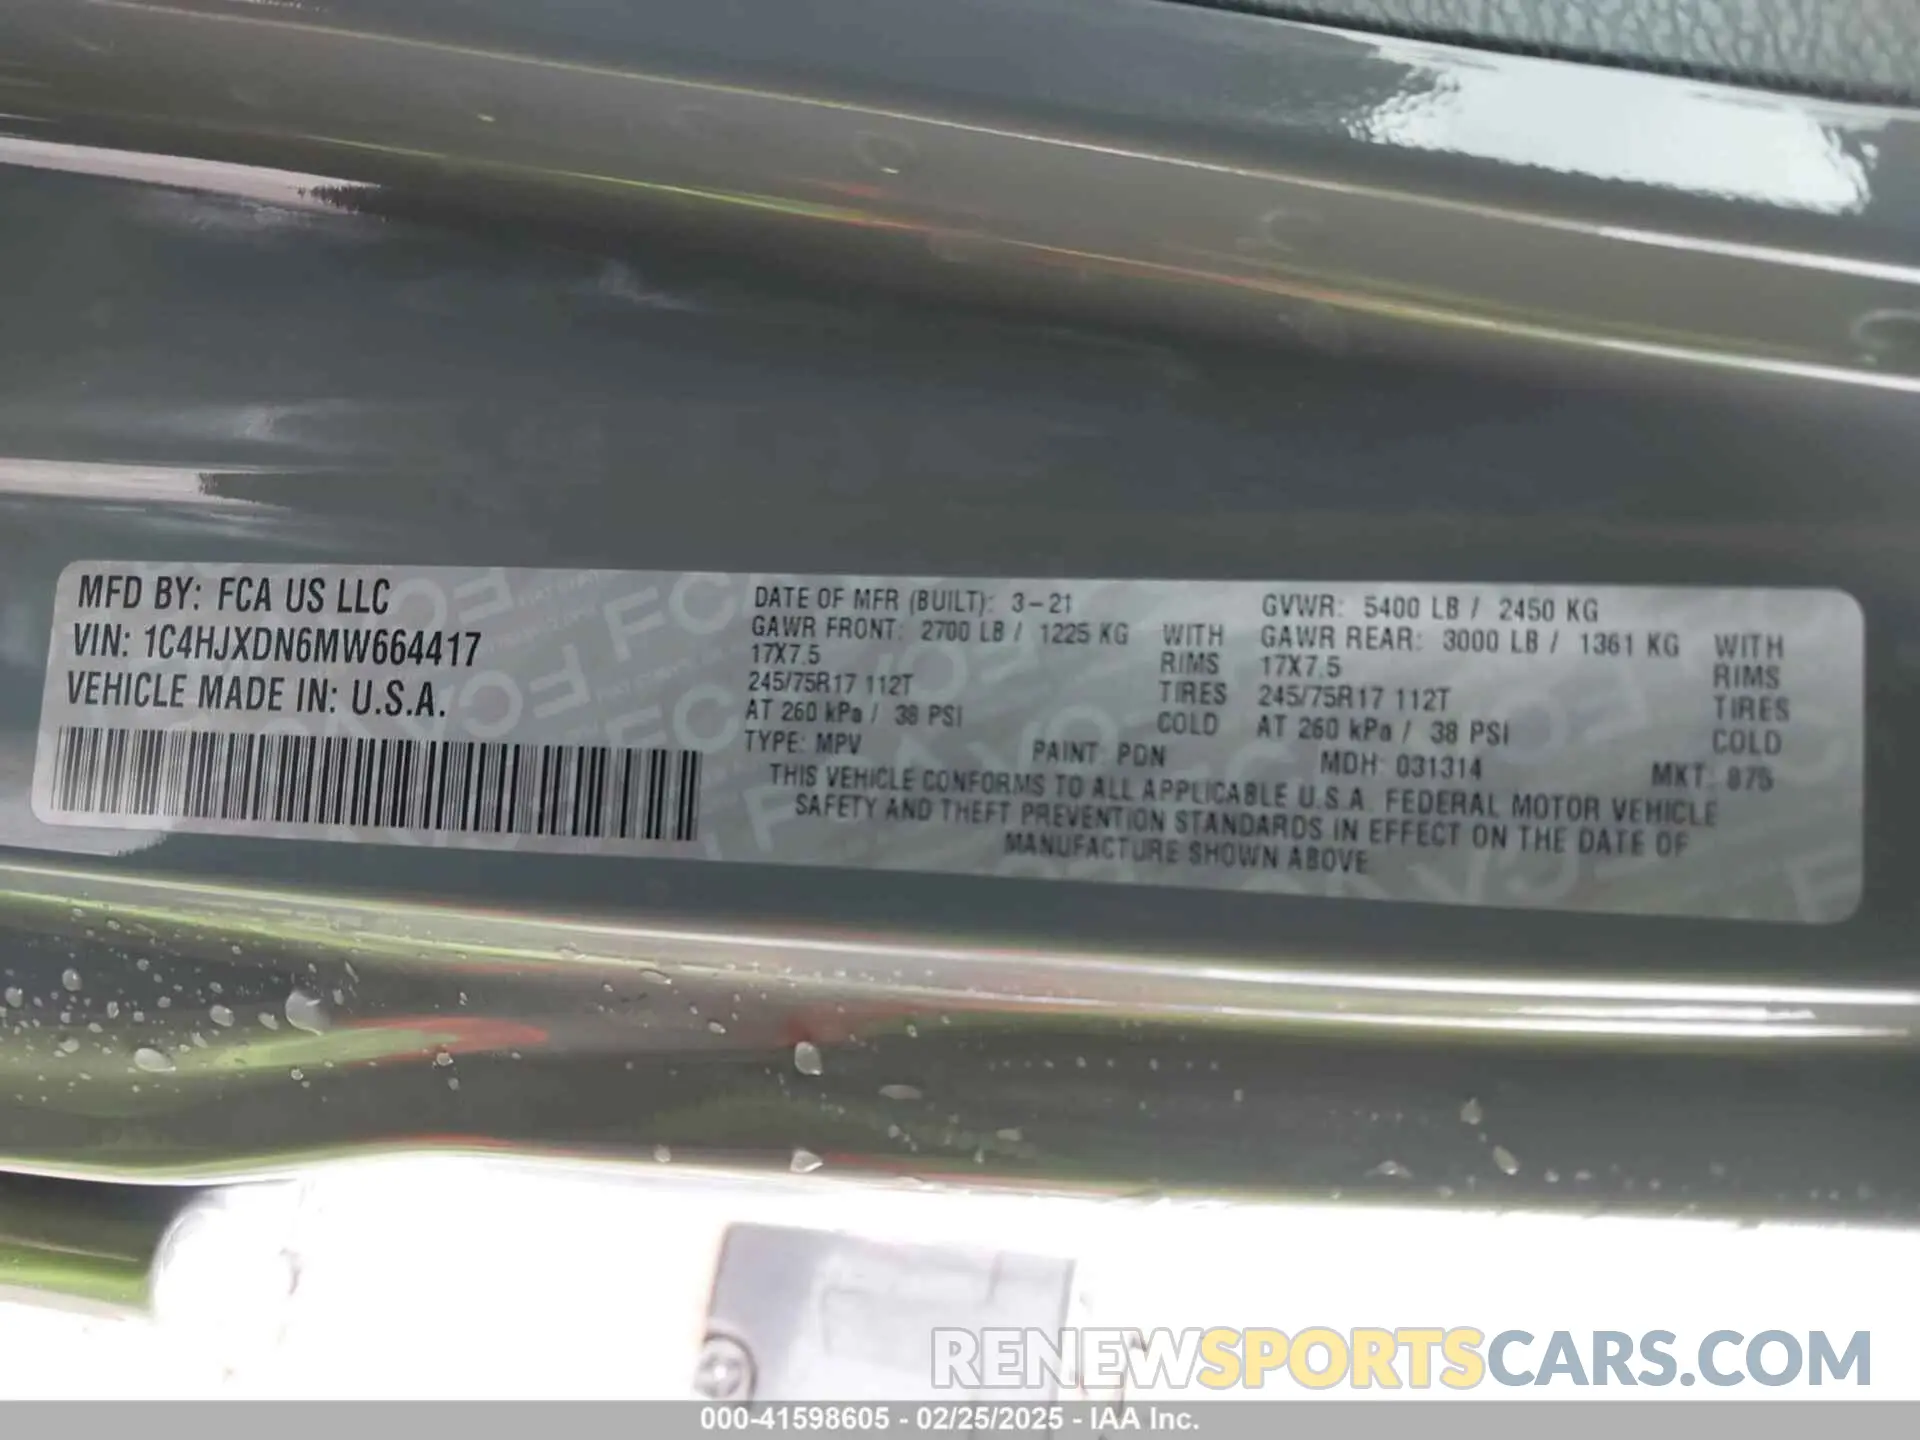 MFD BY: FCA US LLC
VIN: 1C4HJXDN6MW664417
VEHICLE MADE IN: U.S.A.
DATE OF MFR (BUILT): 3-21 GVWR: 5400 LB / 2450 KG
GAWR FRONT: 2700 LB / 1225 KG WITH GAWR REAR: 3000 LB / 1361 KG WITH
17X7.5 RIMS 17X7.5 RIMS
245/75R17 112T TIRES 245/75R17 112T TIRES
AT 260 kPa / 38 PSI COLD AT 260 kPa / 38 PSI COLD
TYPE: MPV PAINT: PDN MDH: 031314 MKT: 875
THIS VEHICLE CONFORMS TO ALL APPLICABLE U.S.A. FEDERAL MOTOR VEHICLE
SAFETY AND THEFT PREVENTION STANDARDS IN EFFECT ON THE DATE OF
MANUFACTURE SHOWN ABOVE
RENEWSPORTSCARS.COM
000-41598605 - 02/25/2025 - IAA Inc.